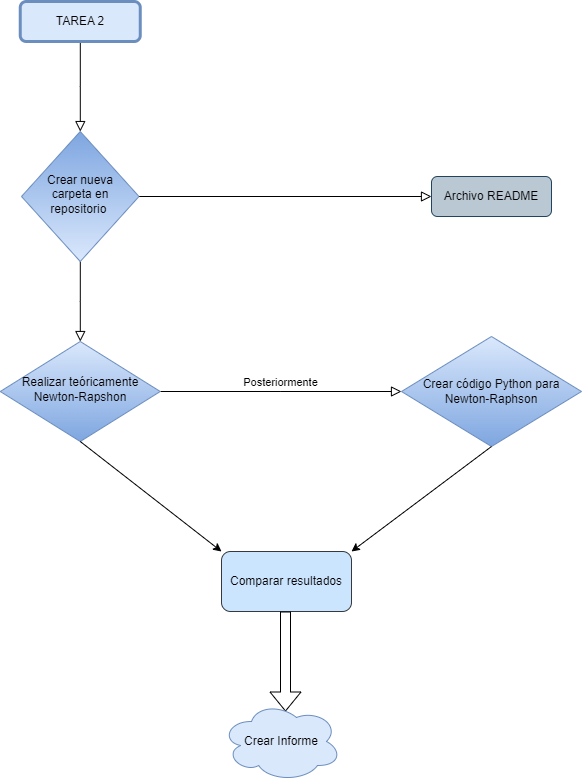 TAREA 2
Crear nueva
carpeta en
repositorio
Archivo README
Realizar teóricamente
Newton-Rapshon
Posteriormente
Crear código Python para
Newton-Raphson
Comparar resultados
Crear Informe